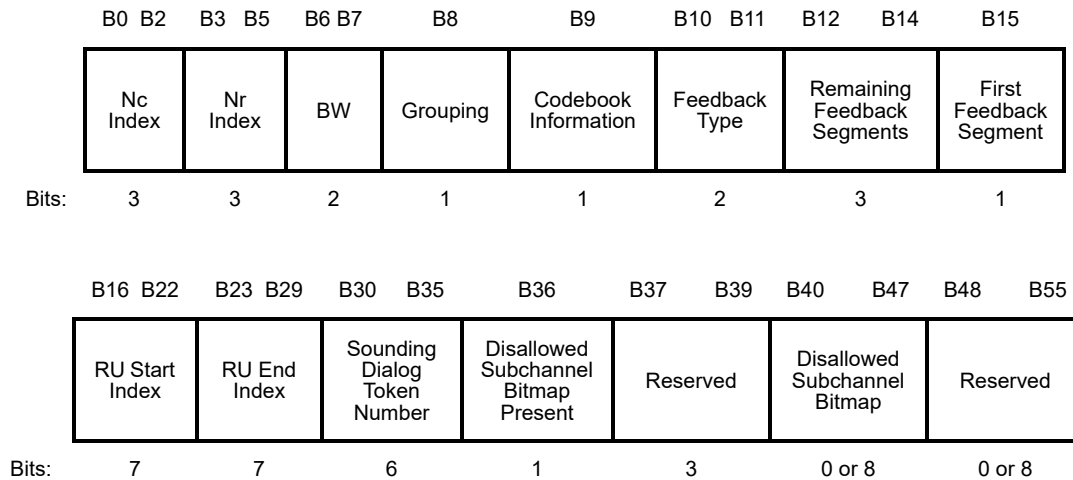 B0 B2 B3 B5 B6 B7 B8 B9 B10 B11 B12 B14 B15
Nc
Index
Nr
Index
BW
Grouping
Codebook
Information
Feedback
Type
Remaining
Feedback
Segments
First
Feedback
Segment
Bits: 3 3 2 1 1 2 3 1
B16 B22 B23 B29 B30 B35 B36 B37 B39 B40 B47 B48 B55
RU Start
Index
RU End
Index
Sounding
Dialog
Token
Number
Disallowed
Subchannel
Bitmap
Present
Reserved
Disallowed
Subchannel
Bitmap
Reserved
Bits: 7 7 6 1 3 0 or 8 0 or 8